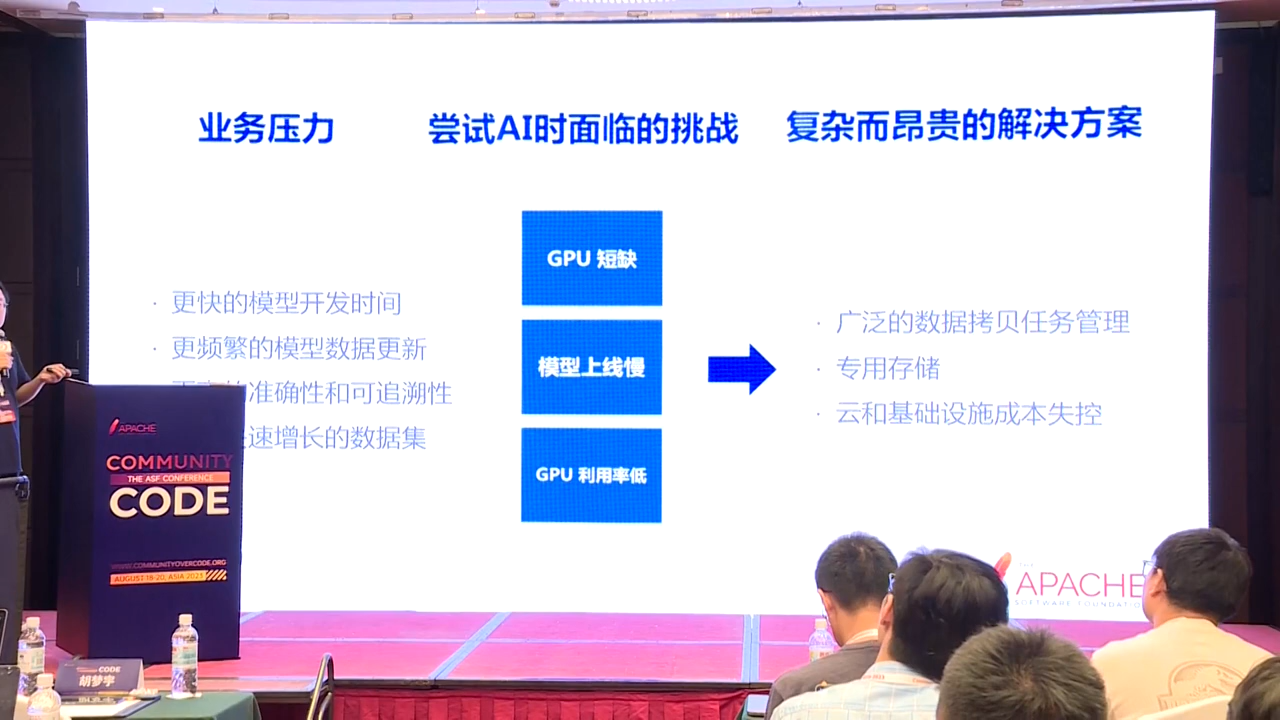 业务压力
尝试AI时面临的挑战
复杂而昂贵的解决方案
· 更快的模型开发时间
· 更频繁的模型数据更新
准确性和可追溯性
速增长的数据集
GPU 短缺
模型上线慢
GPU 利用率低
· 广泛的数据拷贝任务管理
· 专用存储
· 云和基础设施成本失控
APACHE
COMMUNITY
THE ASF CONFERENCE
CODE
WWW.COMMUNITYOVERCODE.ORG
AUGUST 18-20, ASIA 2023
THE
APACHE
SOFTWARE FOUNDATIO
CODE
胡梦宇